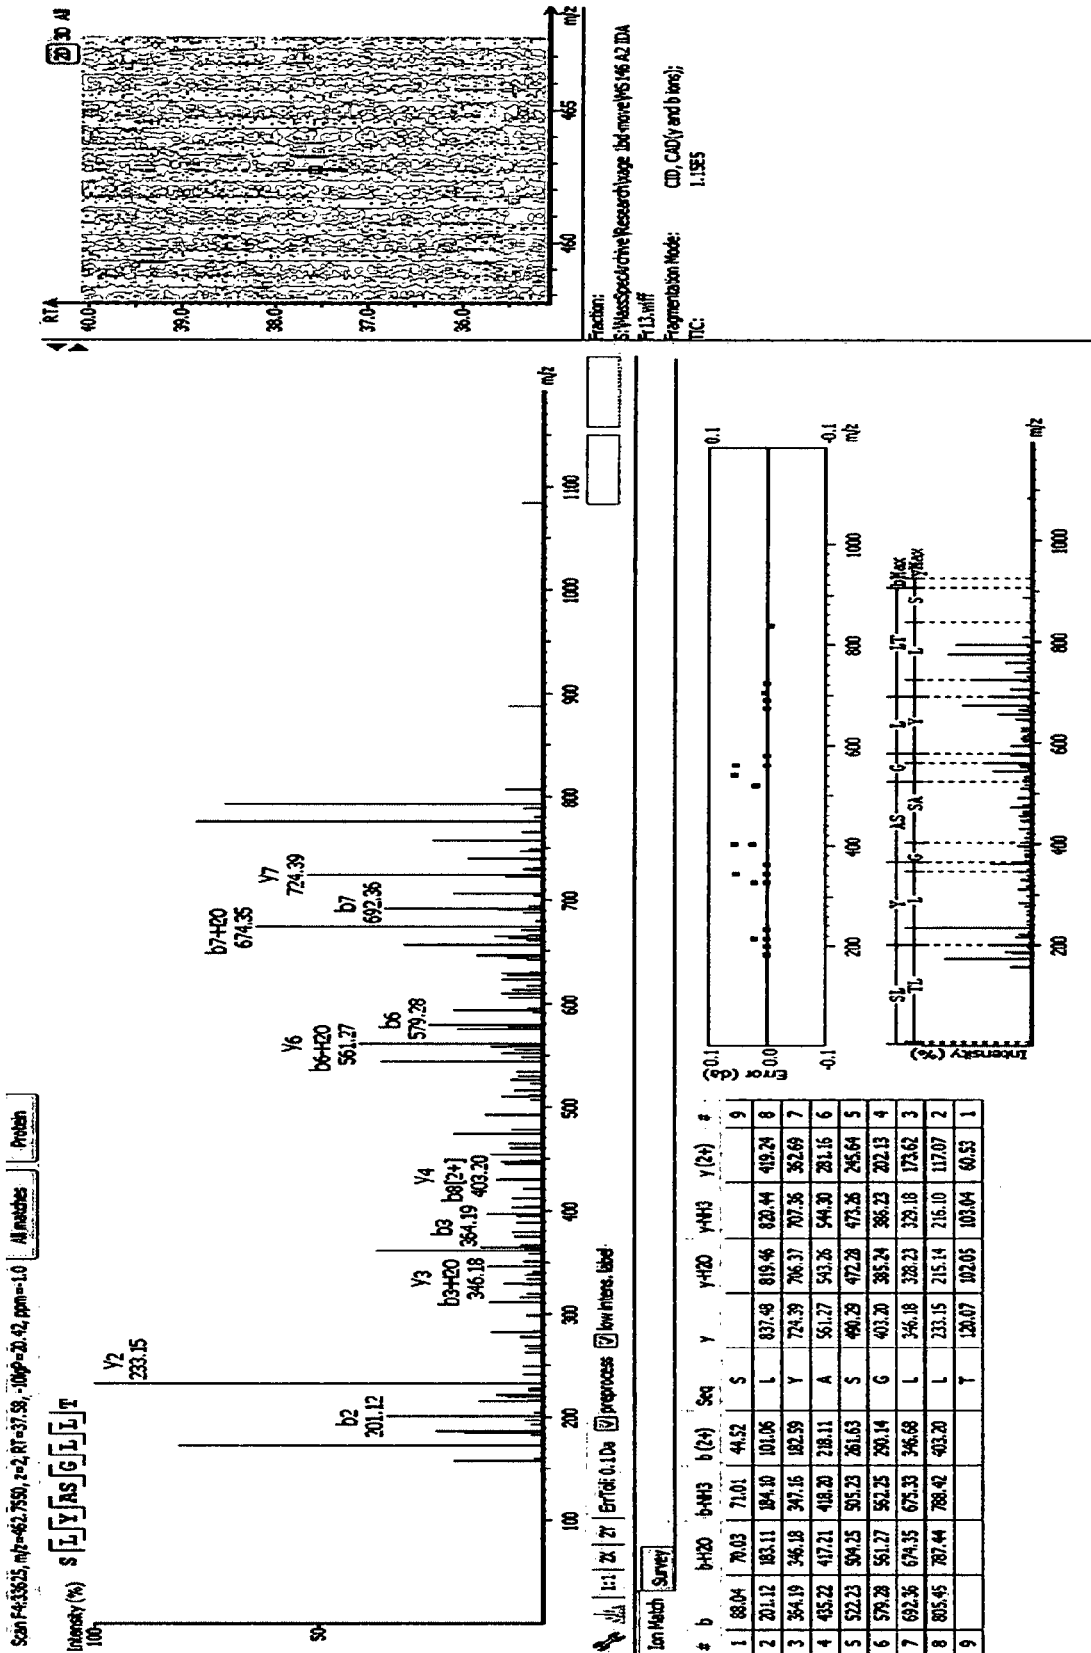 Scan F4:33625, m/z=462.7550, z=2, RT=37.59, -10lgP=20.42, ppm=-1.0 All matches Protein
Intensity (%) S L Y AS G L L T
100
50
y2
233.15
b2
201.12
y3
b3-H2O
346.18
b3
364.19
y4
b8[2+]
403.20
y6
b6-H2O
561.27
b6
579.28
b7-H2O
674.35
b7
692.36
y7
724.39
100 200 300 400 500 600 700 800 900 1000 1100 m/z
2D 3D All
RT
40.0
39.0
38.0
37.0
36.0
460 465 m/z
1:1 2X 2Y ErrTol: 0.1Da preprocess low intens. label
Fraction:
Fr13.wiff
Fragmentation Mode: CID, CAD(y and b ions);
TIC: 1.15E5
Ion Match Survey
# b b-H2O b-NH3 b (2+) Seq y y-H2O y-NH3 y (2+) #
1 88.04 70.03 71.01 44.52 S 9
2 201.12 183.11 184.10 101.06 L 837.48 819.46 820.44 419.24 8
3 364.19 346.18 347.16 182.59 Y 724.39 706.37 707.36 362.69 7
4 435.22 417.21 418.20 218.11 A 561.27 543.26 544.30 281.16 6
5 522.23 504.25 505.23 261.63 S 490.29 472.28 473.26 245.64 5
6 579.28 561.27 562.25 290.14 G 403.20 385.24 386.23 202.13 4
7 692.36 674.35 675.33 346.68 L 346.18 328.23 329.18 173.62 3
8 805.45 787.44 788.42 403.20 L 233.15 215.14 216.10 117.07 2
9 T 120.07 102.05 103.04 60.53 1
Error (da)
0.1 0.1
0.0
-0.1 -0.1
200 400 600 800 1000 m/z
Intensity (%)
SL Y AS G L LT bMax
TL L G SA Y L S yMax
200 400 600 800 1000 m/z